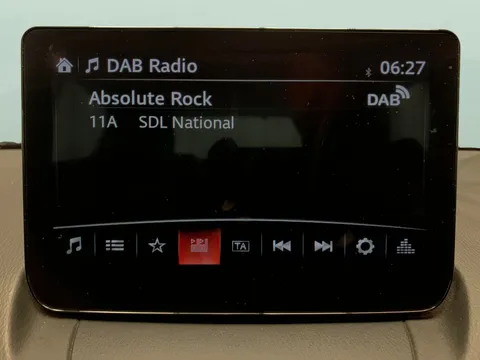 DAB Radio 06:27
Absolute Rock DAB
11A SDL National
TA